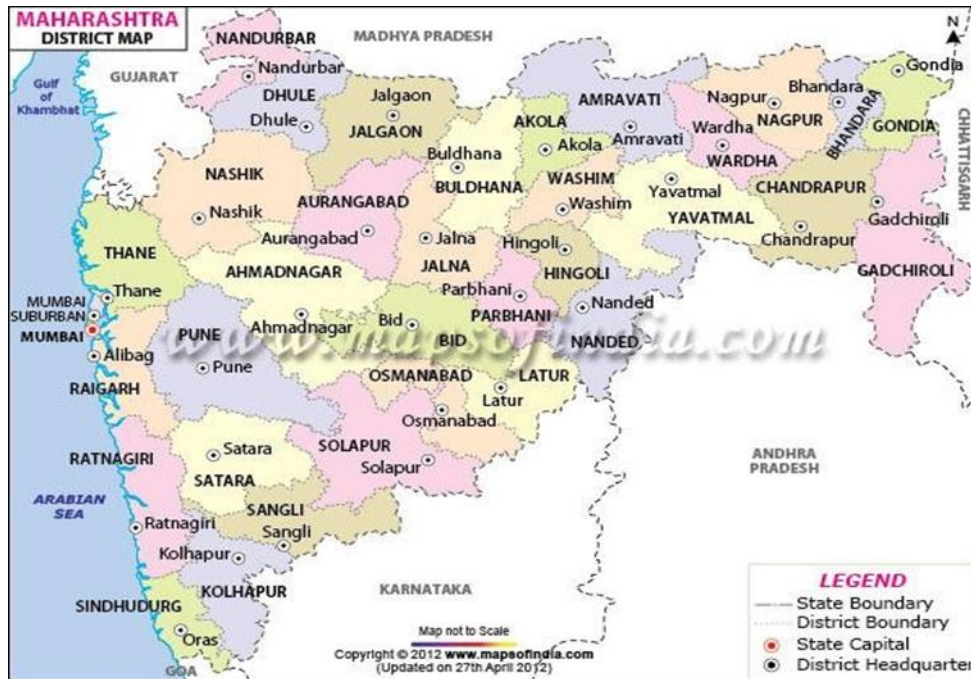 MAHARASHTRA
DISTRICT MAP
MADHYA PRADESH
GUJARAT
Gulf
of
Khambhat
NANDURBAR
Nandurbar
DHULE
Dhule
Jalgaon
JALGAON
AMRAVATI
Amravati
AKOLA
Akola
Nagpur
NAGPUR
Bhandara
BHANDARA
N
Gondia
GONDIA
CHHATTISGARH
Wardha
WARDHA
Buldhana
BULDHANA
NASHIK
Nashik
AURANGABAD
Aurangabad
WASHIM
Washim
Yavatmal
YAVATMAL
CHANDRAPUR
Chandrapur
Gadchiroli
GADCHIROLI
THANE
Thane
AHMADNAGAR
Ahmadnagar
Jalna
JALNA
Hingoli
HINGOLI
Parbhani
PARBHANI
Nanded
NANDED
MUMBAI
SUBURBAN
MUMBAI
Alibag
RAIGARH
PUNE
Pune
Bid
BID
www.mapsofindia.com
OSMANABAD
Osmanabad
LATUR
Latur
RATNAGIRI
Ratnagiri
Satara
SATARA
SOLAPUR
Solapur
ANDHRA
PRADESH
ARABIAN
SEA
SANGLI
Sangli
Kolhapur
KOLHAPUR
SINDHUDURG
Oras
GOA
KARNATAKA
Map not to Scale
Copyright © 2012 www.mapsofindia.com
(Updated on 27th April 2012)
LEGEND
State Boundary
District Boundary
State Capital
District Headquarter